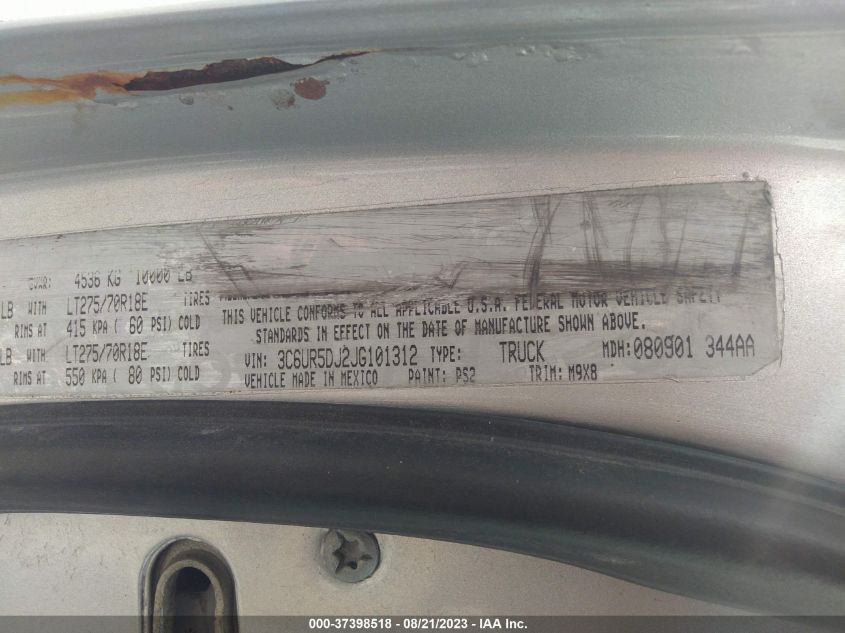 4536 KG 10000 LB
LB WITH LT275/70R18E TIRES
RIMS AT 415 KPA ( 60 PSI) COLD
LB WITH LT275/70R18E TIRES
RIMS AT 550 KPA ( 80 PSI) COLD
THIS VEHICLE CONFORMS TO ALL APPLICABLE U.S.A. FEDERAL MOTOR VEHICLE SAFETY
STANDARDS IN EFFECT ON THE DATE OF MANUFACTURE SHOWN ABOVE.
VIN: 3C6UR5DJ2JG101312 TYPE: TRUCK MDH: 080901 344AA
VEHICLE MADE IN MEXICO PAINT: PS2 TRIM: M9X8
000-37398518 - 08/21/2023 - IAA Inc.